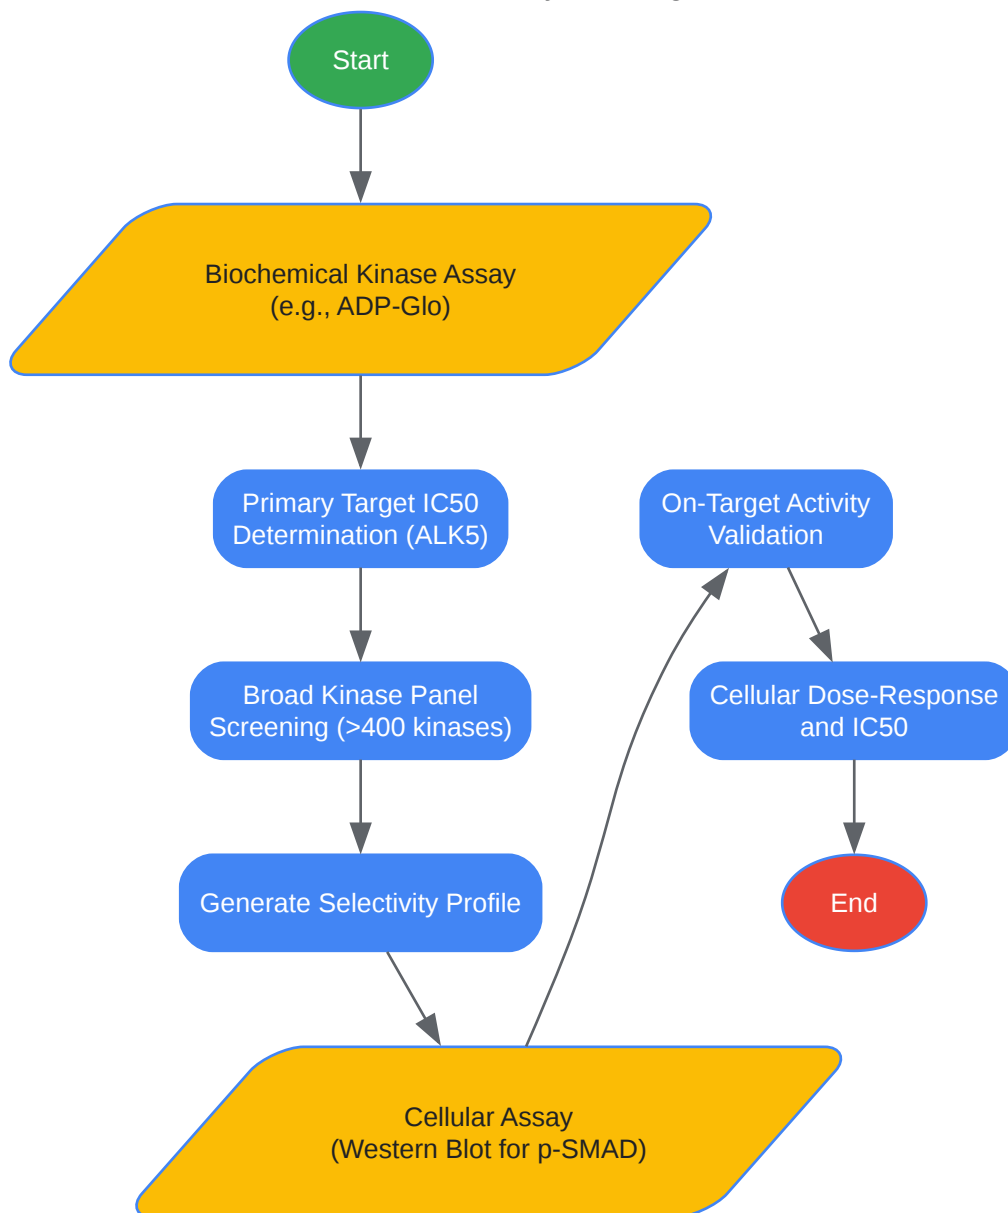 Start
Biochemical Kinase Assay
(e.g., ADP-Glo)
Primary Target IC50
Determination (ALK5)
Broad Kinase Panel
Screening (>400 kinases)
Generate Selectivity Profile
Cellular Assay
(Western Blot for p-SMAD)
On-Target Activity
Validation
Cellular Dose-Response
and IC50
End